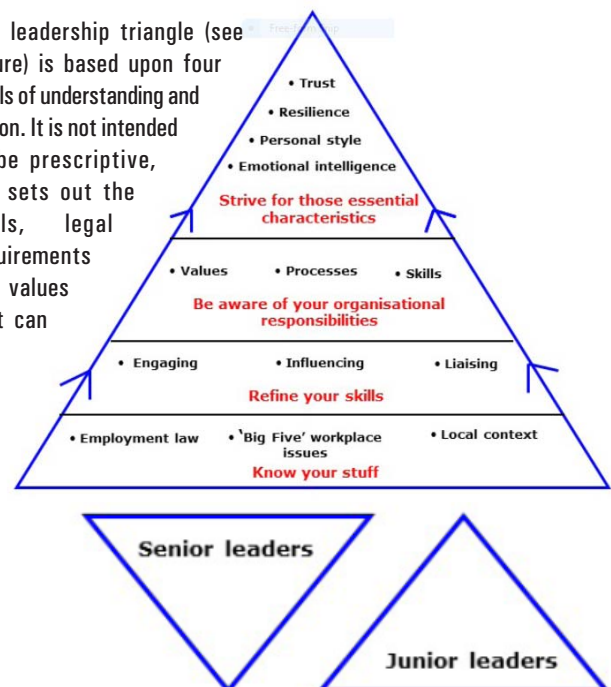 leadership triangle (see
ure) is based upon four
ls of understanding and
on. It is not intended
be prescriptive,
sets out the
ls, legal
uirements
values
t can
• Trust
• Resilience
• Personal style
• Emotional intelligence
Strive for those essential
characteristics
• Values • Processes • Skills
Be aware of your organisational
responsibilities
• Engaging • Influencing • Liaising
Refine your skills
• Employment law • 'Big Five' workplace • Local context
issues
Know your stuff
Senior leaders
Junior leaders